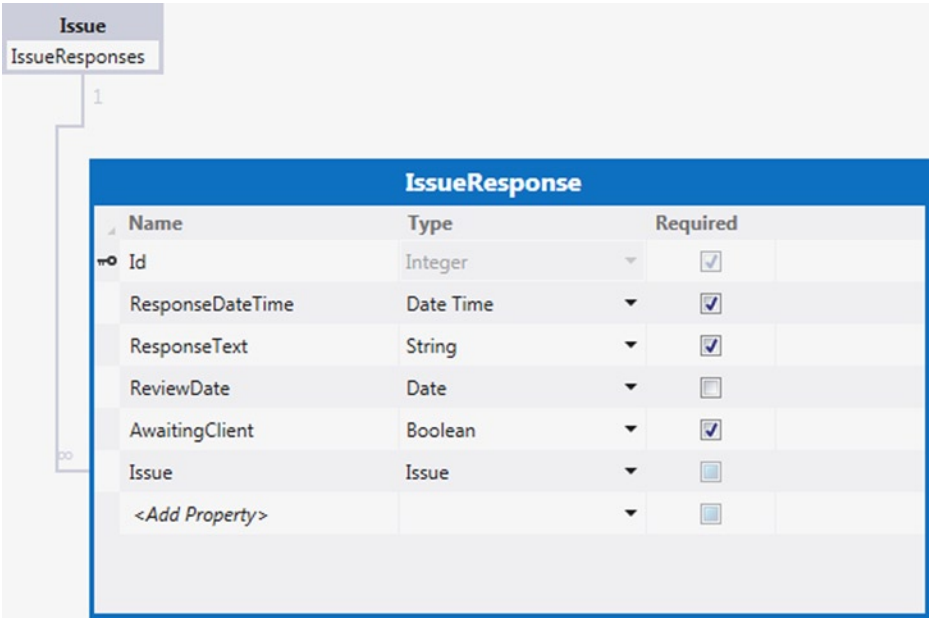 Issue
IssueResponses
1
IssueResponse
Name Type Required
Id Integer
ResponseDateTime Date Time
ResponseText String
ReviewDate Date
AwaitingClient Boolean
∞
Issue Issue
<Add Property>